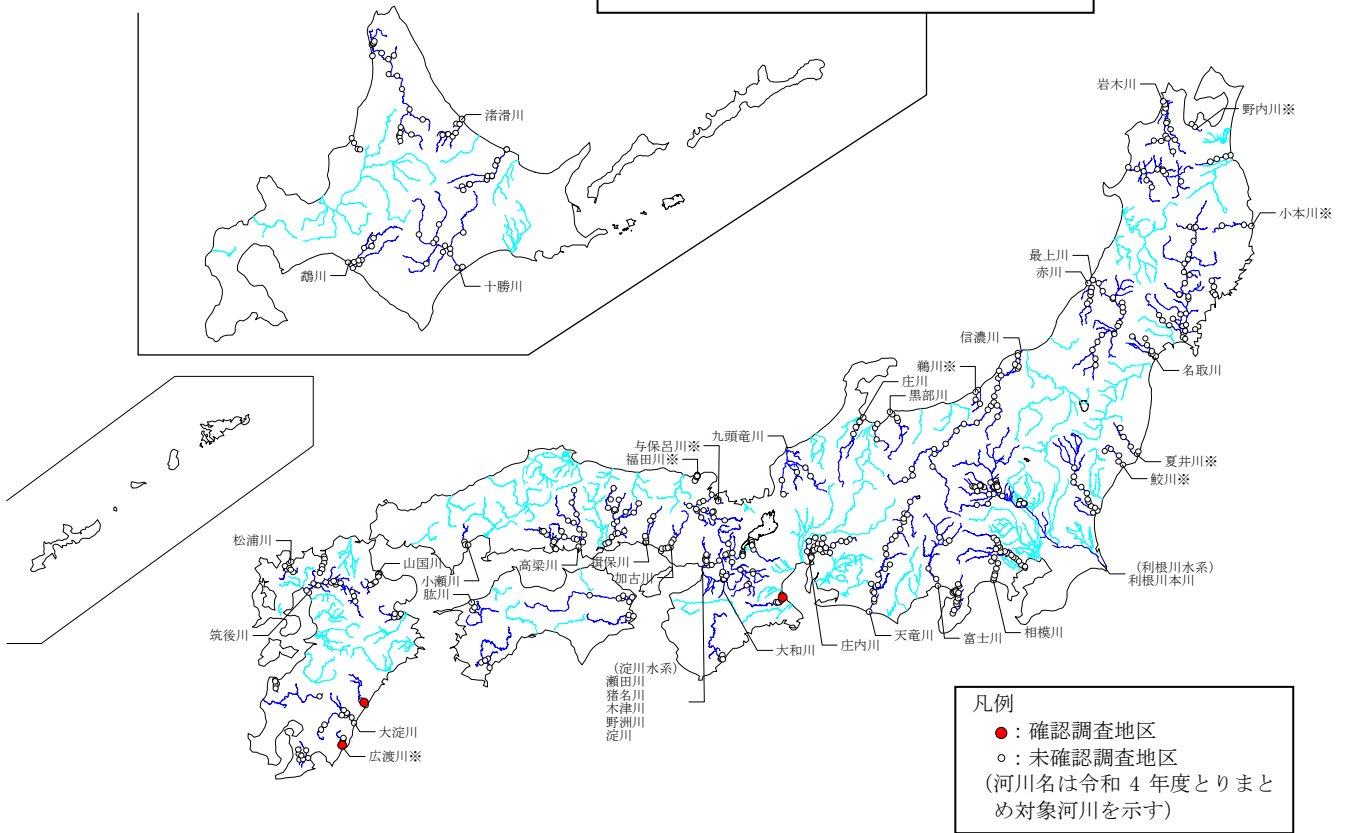 渚滑川
鵡川
十勝川
岩木川
野内川※
小本川※
最上川
赤川
信濃川
名取川
鵜川※
庄川
黒部川
九頭竜川
与保呂川※
福田川※
夏井川※
鮫川※
松浦川
山国川
小瀬川
肱川
高梁川
揖保川
加古川
(利根川水系)
利根川本川
筑後川
大和川
庄内川
天竜川
富士川
相模川
(淀川水系)
瀬田川
猪名川
木津川
野洲川
淀川
大淀川
広渡川※
凡例
：確認調査地区
：未確認調査地区
(河川名は令和 4 年度とりまと
め対象河川を示す)